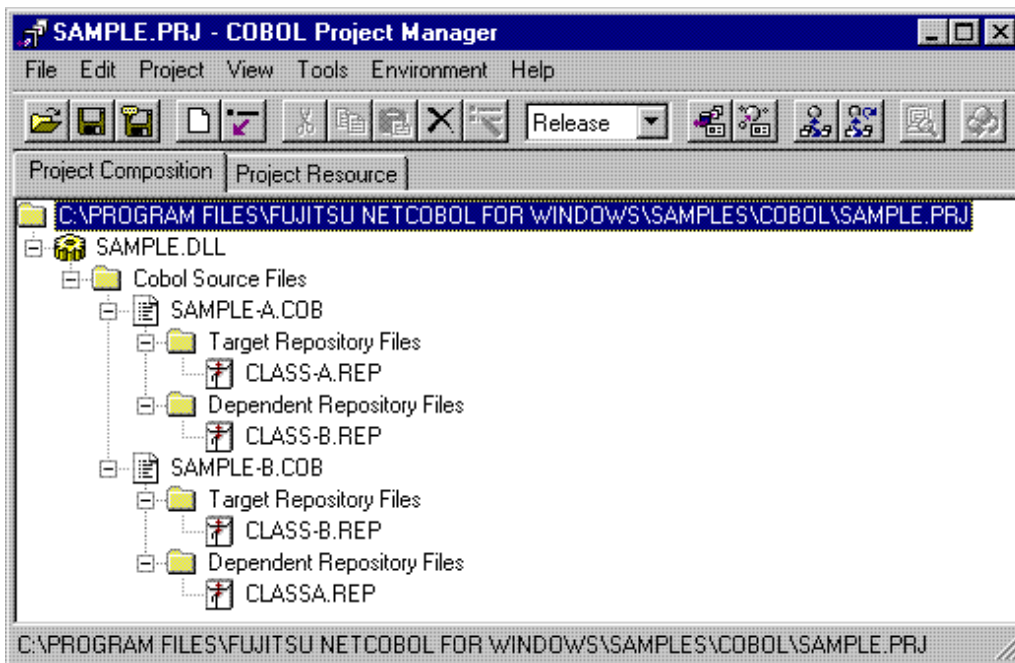 SAMPLE.PRJ - COBOL Project Manager
File Edit Project View Tools Environment Help
Release
Project Composition Project Resource
C:\PROGRAM FILES\FUJITSU NETCOBOL FOR WINDOWS\SAMPLES\COBOL\SAMPLE.PRJ
SAMPLE.DLL
Cobol Source Files
SAMPLE-A.COB
Target Repository Files
CLASS-A.REP
Dependent Repository Files
CLASS-B.REP
SAMPLE-B.COB
Target Repository Files
CLASS-B.REP
Dependent Repository Files
CLASSA.REP
C:\PROGRAM FILES\FUJITSU NETCOBOL FOR WINDOWS\SAMPLES\COBOL\SAMPLE.PRJ